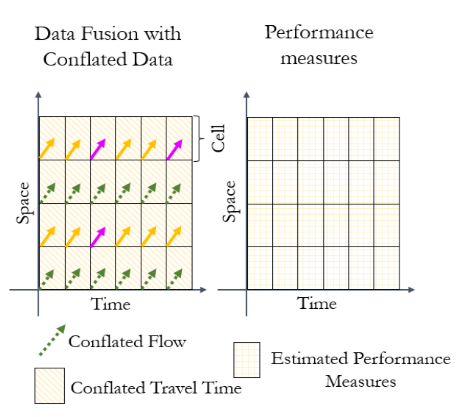 Data Fusion with
Conflated Data
Performance
measures
Cell
Space
Space
Time
Time
Conflated Flow
Conflated Travel Time
Estimated Performance
Measures